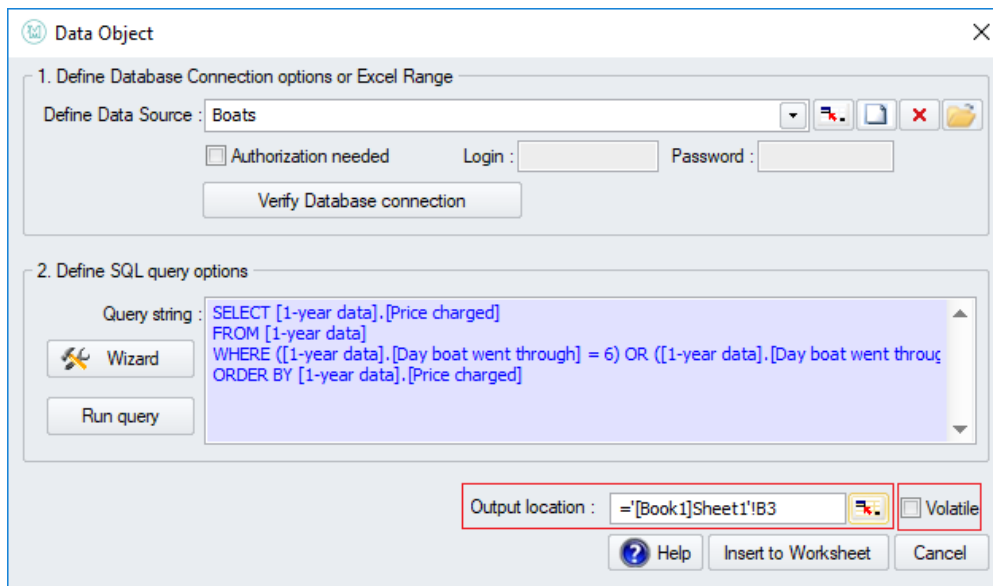 Data Object
1. Define Database Connection options or Excel Range
Define Data Source : Boats
Authorization needed Login : Password :
Verify Database connection
2. Define SQL query options
Query string : SELECT [1-year data].[Price charged]
FROM [1-year data]
WHERE ([1-year data].[Day boat went through] = 6) OR ([1-year data].[Day boat went throug
ORDER BY [1-year data].[Price charged]
Wizard
Run query
Output location : ='[Book1]Sheet1'!B3 Volatile
Help Insert to Worksheet Cancel